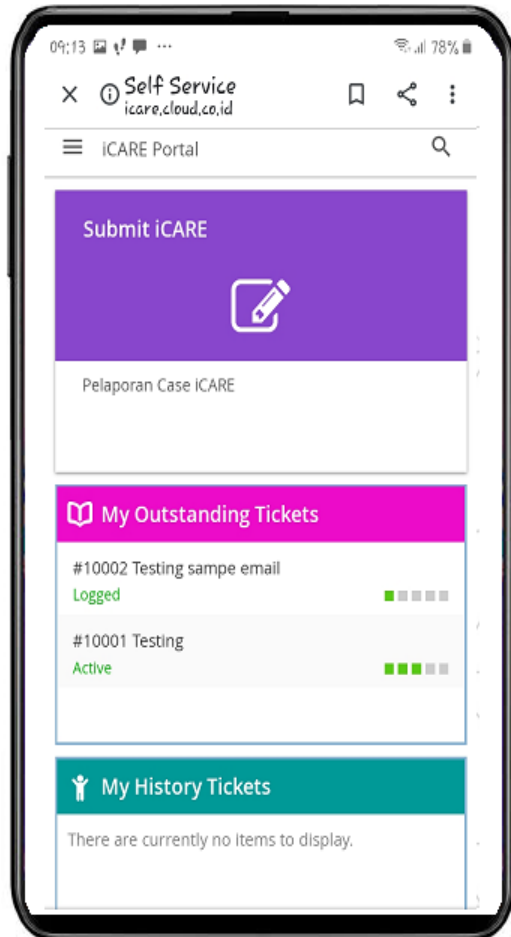 09:13 ... 78%
Self Service
icare.cloud.co.id
iCARE Portal
Submit iCARE
Pelaporan Case iCARE
My Outstanding Tickets
#10002 Testing sampe email
Logged
#10001 Testing
Active
My History Tickets
There are currently no items to display.